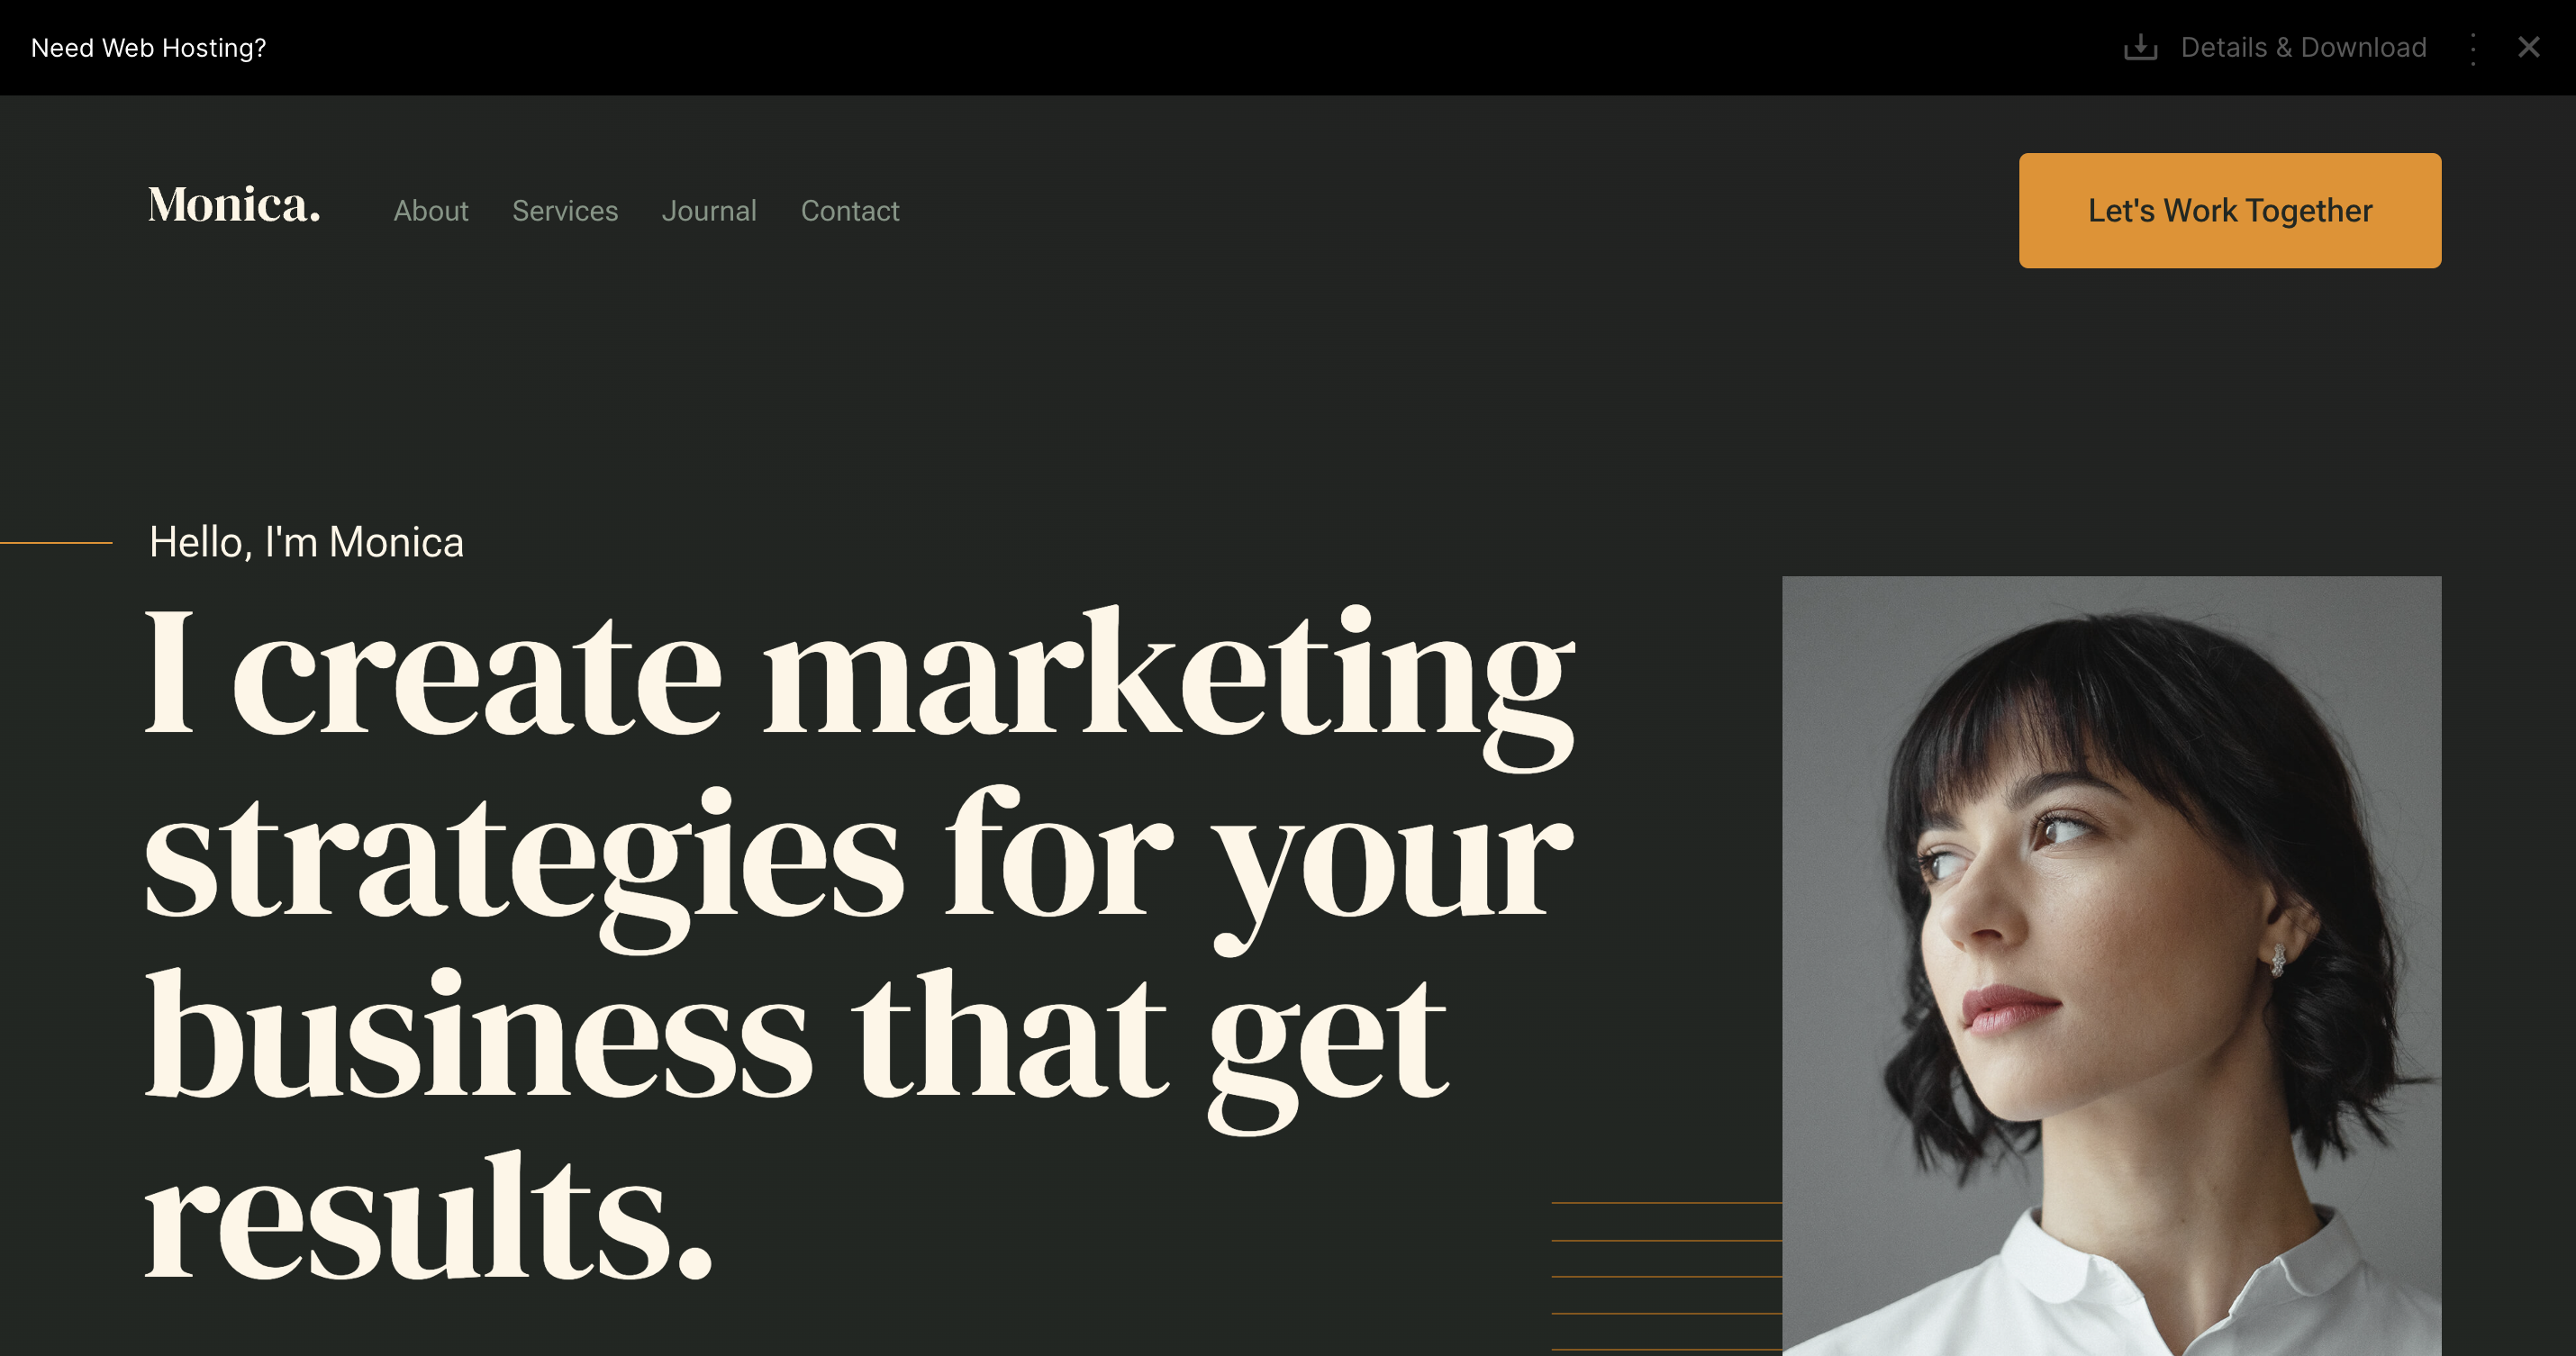 Need Web Hosting?
Details & Download
Monica.
About
Services
Journal
Contact
Let's Work Together
Hello, I'm Monica
I create marketing
strategies for your
business that get
results.